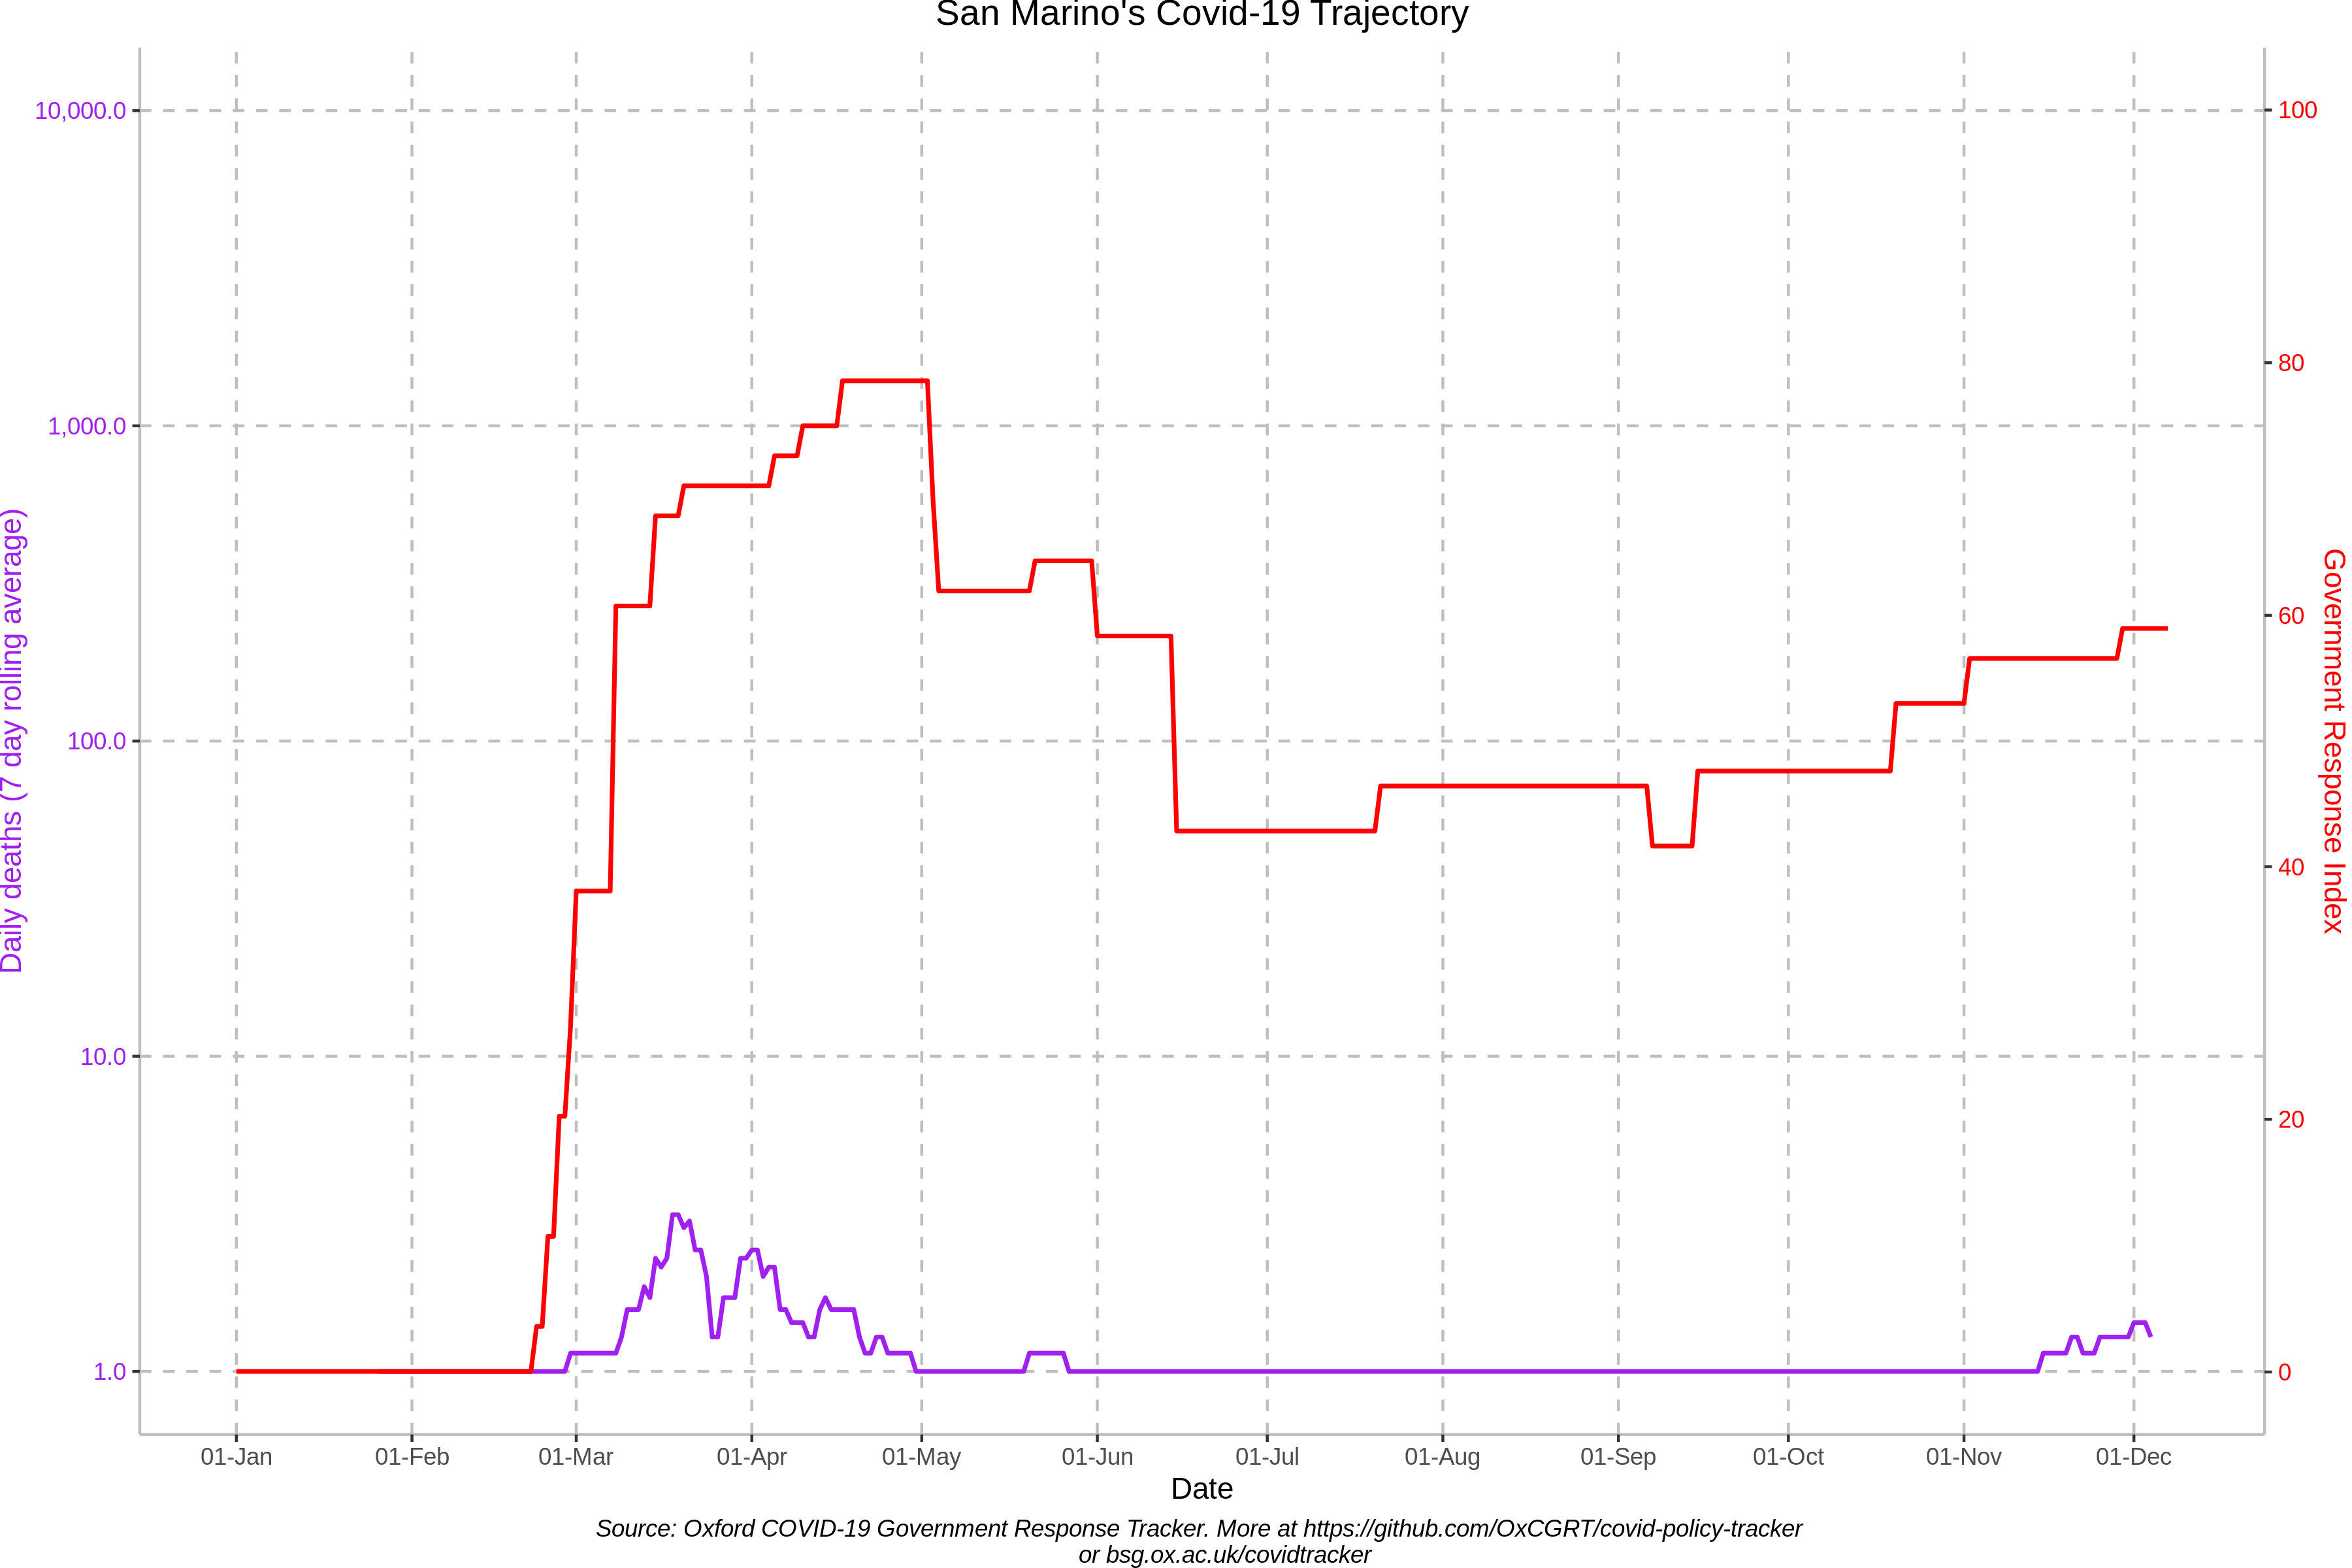 San Marino's Covid-19 Trajectory
10,000.0
1,000.0
100.0
10.0
1.0
Daily deaths (7 day rolling average)
100
80
60
40
20
0
Government Response Index
01-Jan 01-Feb 01-Mar 01-Apr 01-May 01-Jun 01-Jul 01-Aug 01-Sep 01-Oct 01-Nov 01-Dec
Date
Source: Oxford COVID-19 Government Response Tracker. More at https://github.com/OxCGRT/covid-policy-tracker
or bsg.ox.ac.uk/covidtracker